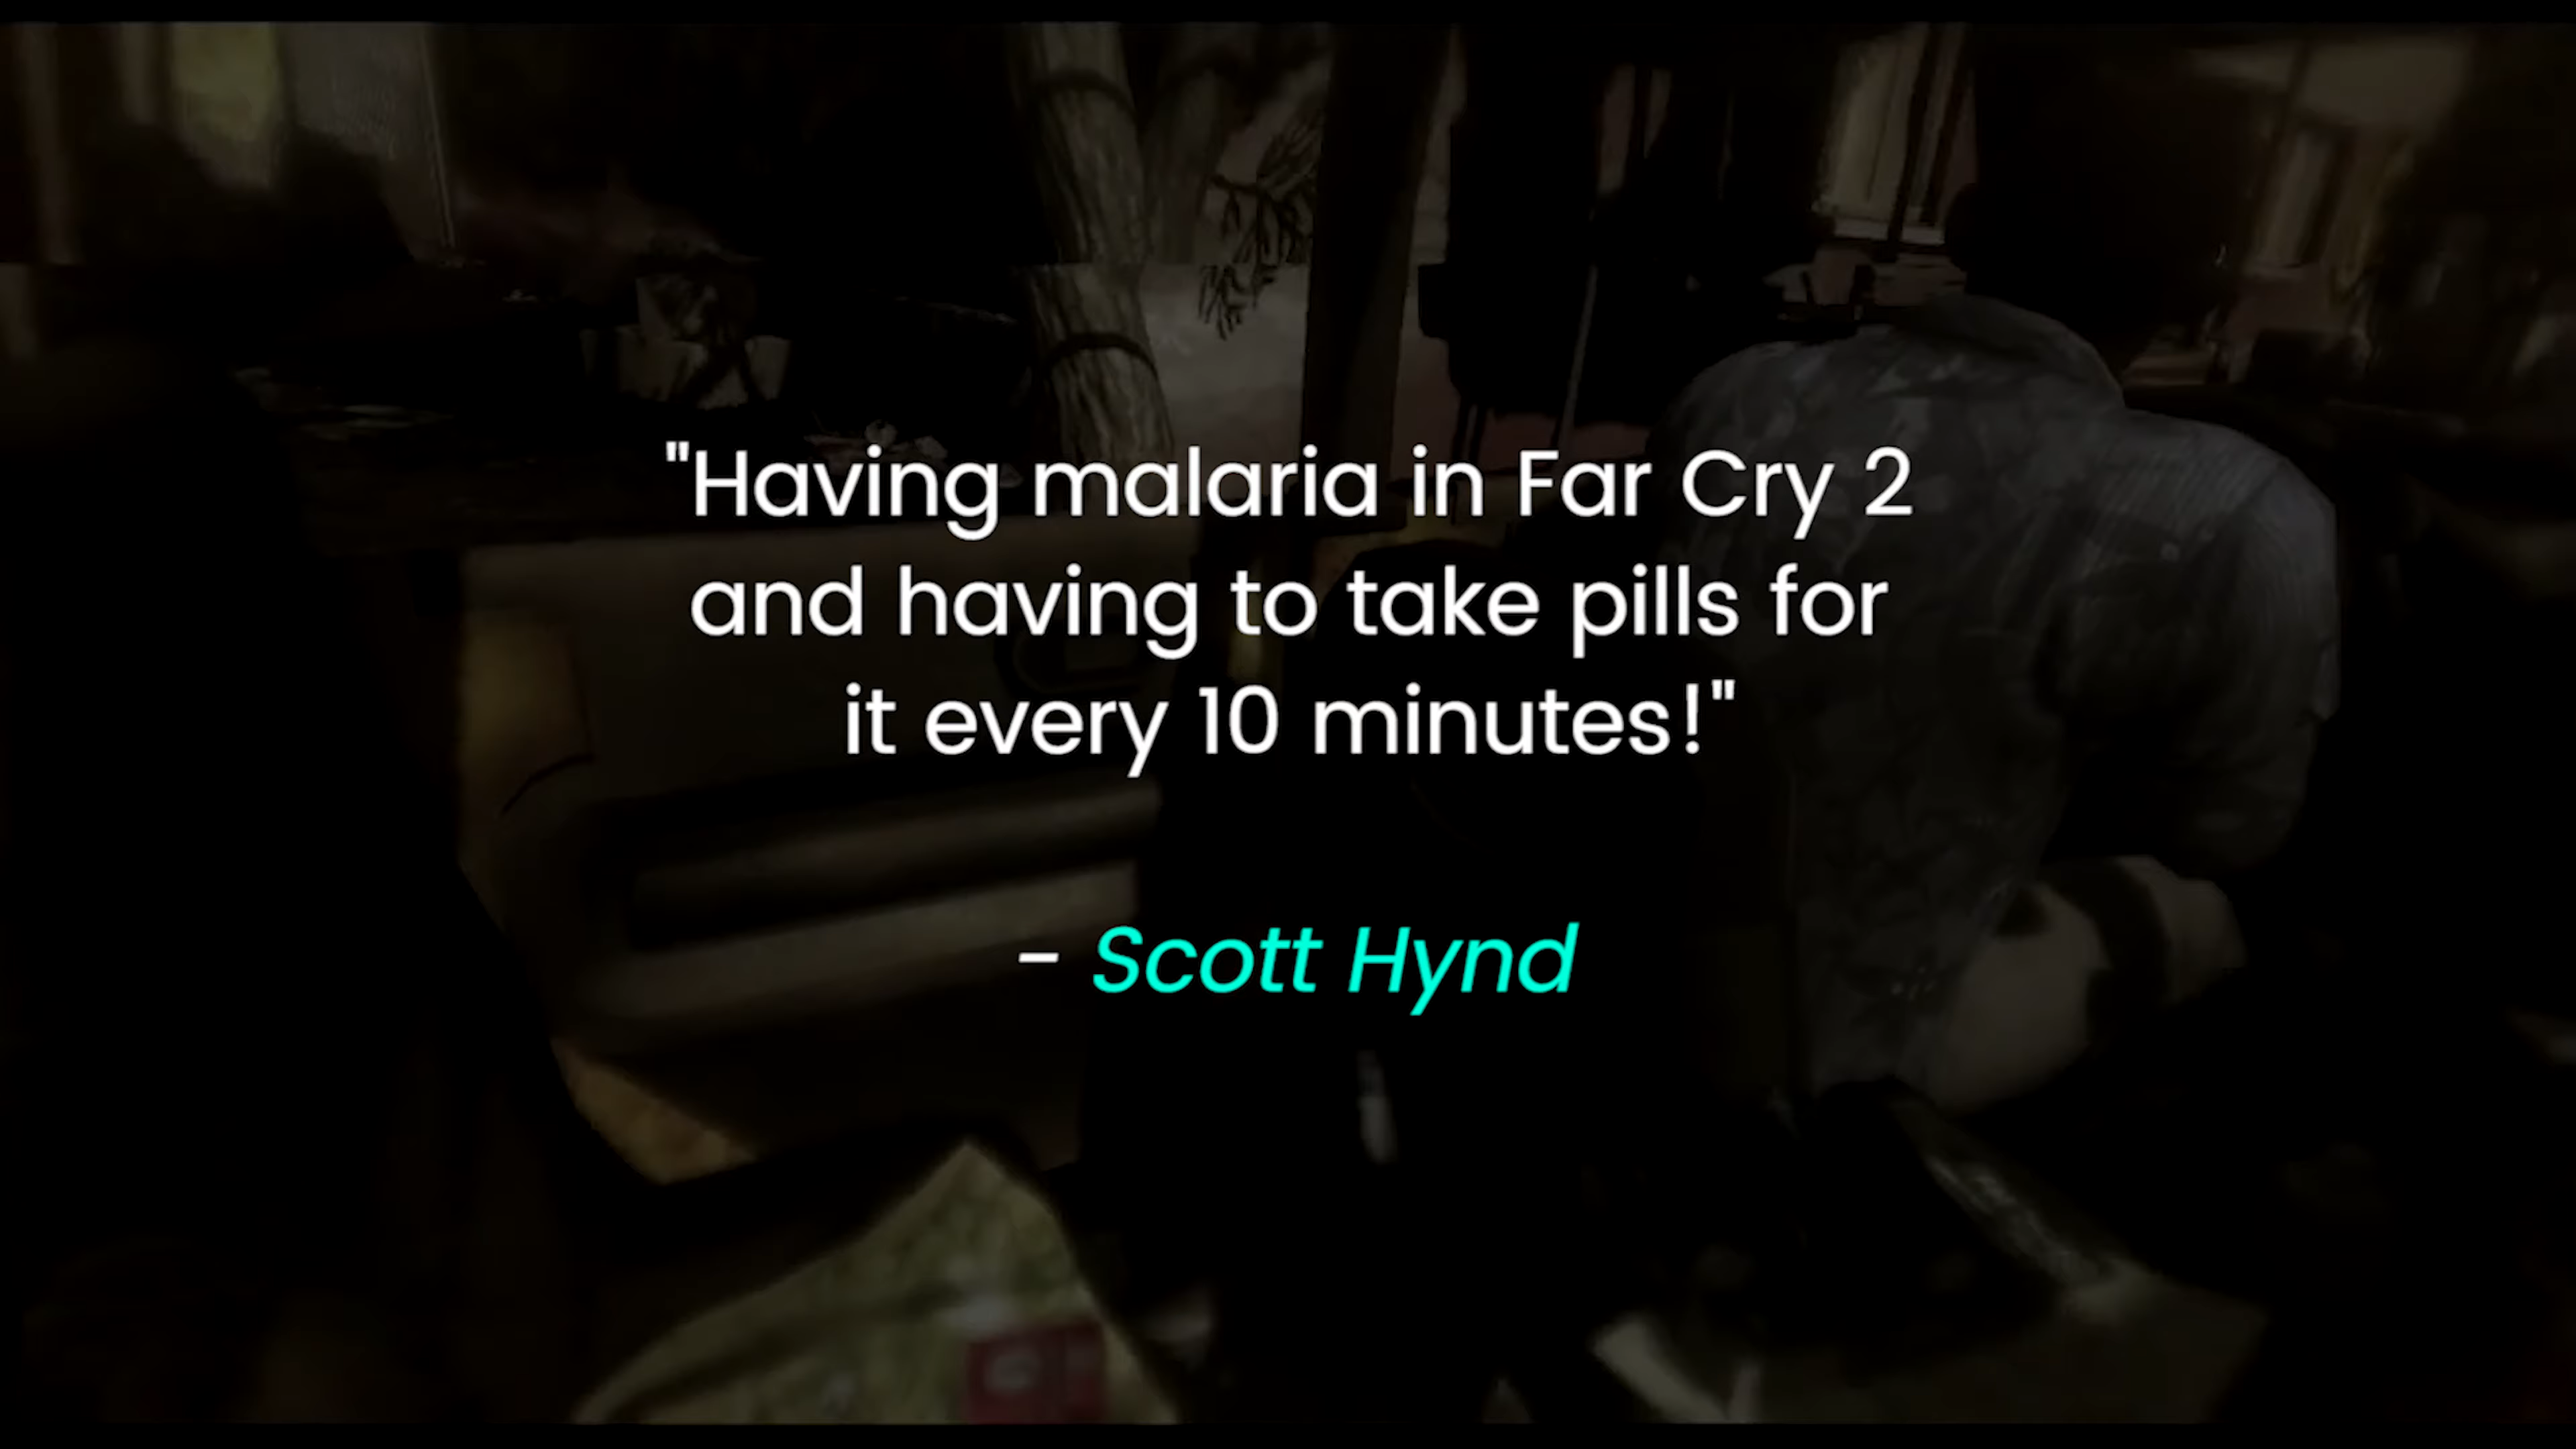 "Having malaria in Far Cry 2
and having to take pills for
it every 10 minutes!"
- Scott Hynd